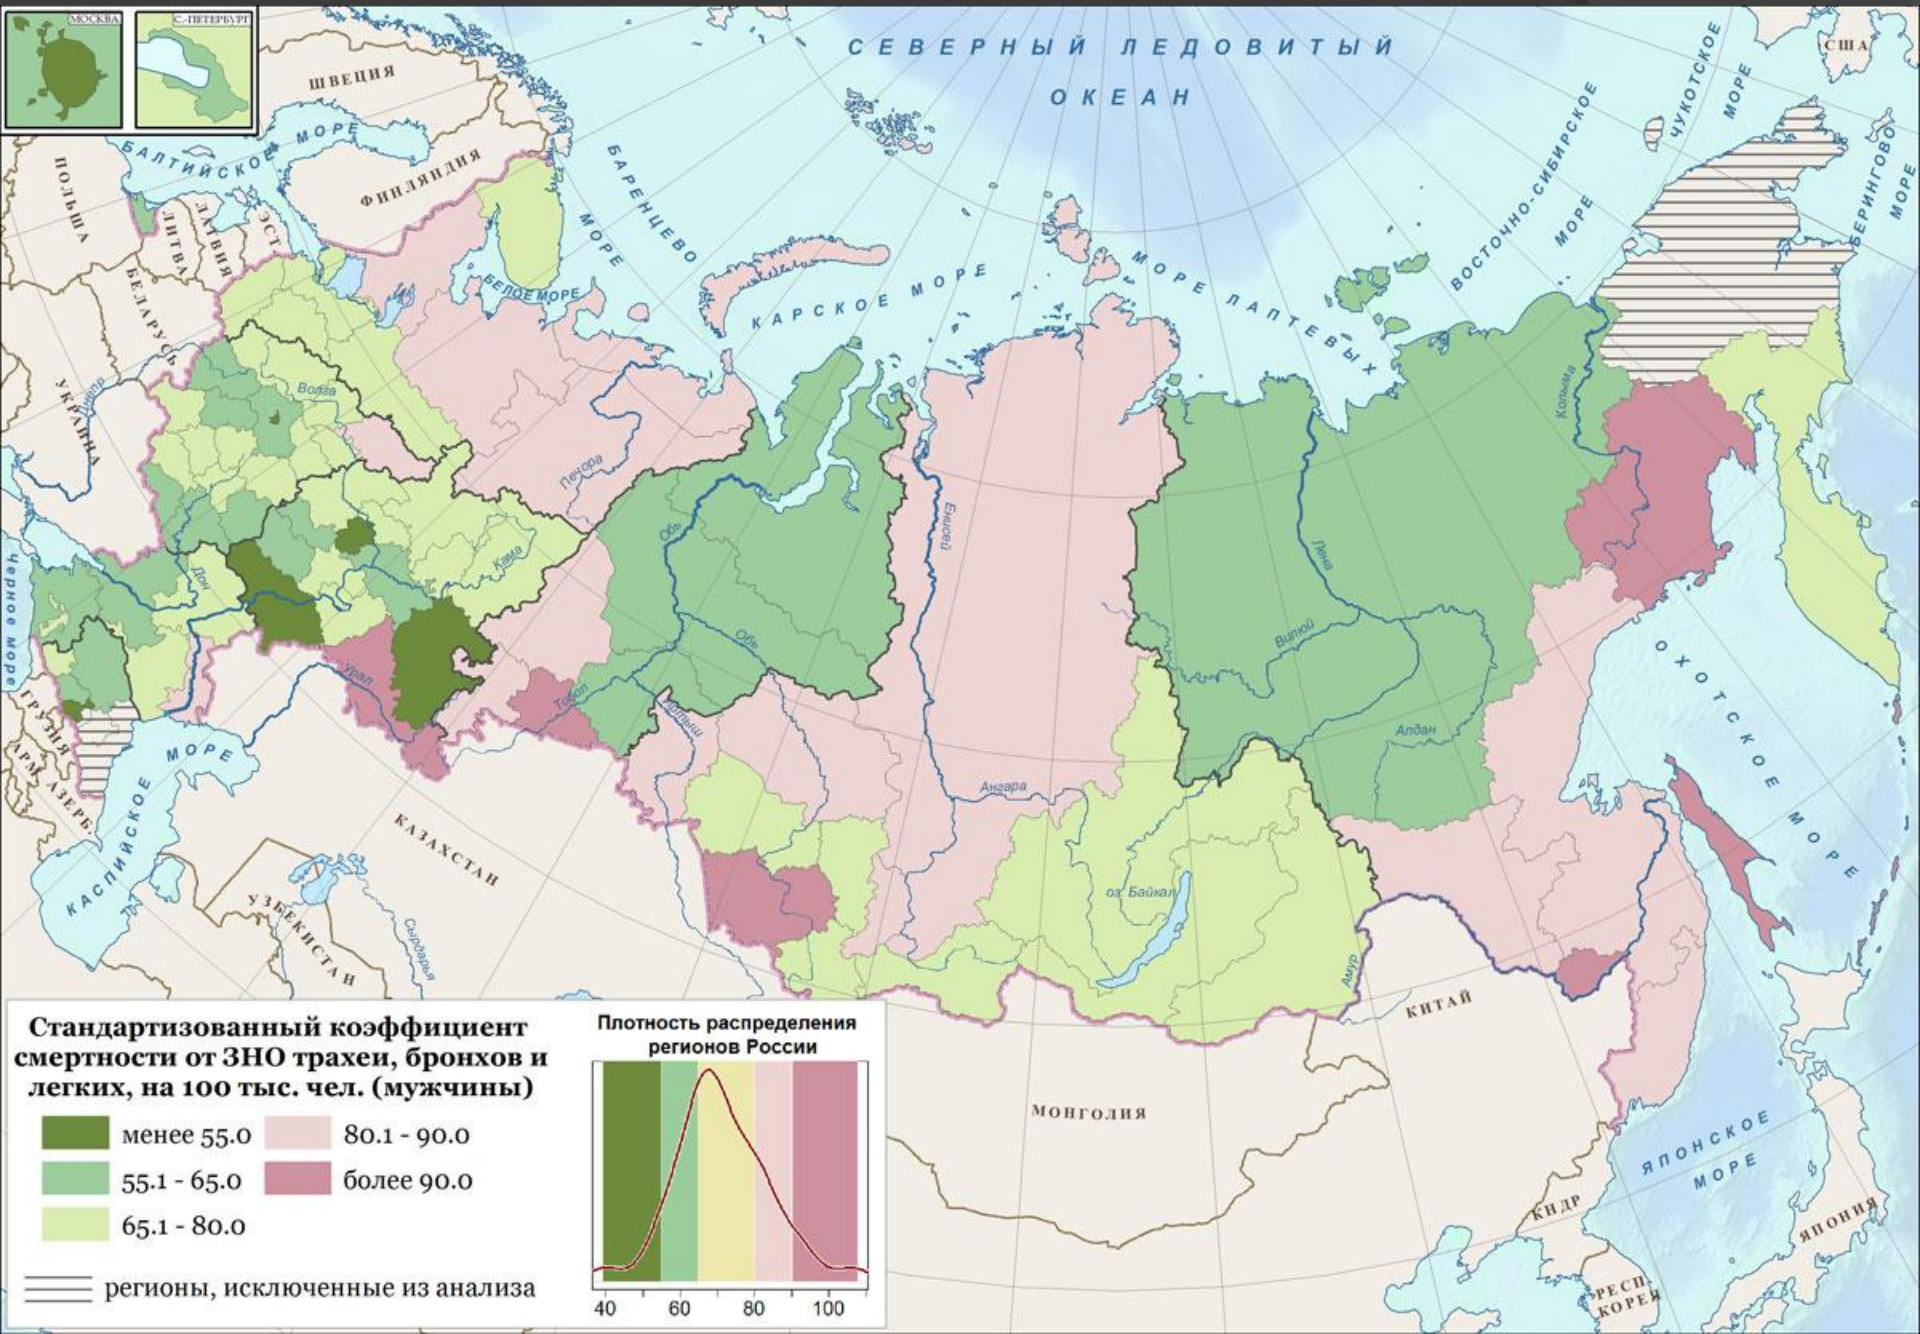 МОСКВА
С.-ПЕТЕРБУРГ
СЕВЕРНЫЙ ЛЕДОВИТЫЙ
ОКЕАН
США
ЧУКОТСКОЕ
МОРЕ
БЕРИНГОВО
МОРЕ
ВОСТОЧНО-СИБИРСКОЕ
МОРЕ
ШВЕЦИЯ
БАЛТИЙСКОЕ МОРЕ
ФИНЛЯНДИЯ
БАРЕНЦЕВО
МОРЕ
ПОЛЬША
ЛИТВА
ЛАТВИЯ
ЭСТ.
БЕЛАРУСЬ
БЕЛОЕ МОРЕ
КАРСКОЕ МОРЕ
МОРЕ ЛАПТЕВЫХ
УКРАИНА
Днепр
Волга
Колыма
Печора
Обь
Енисей
Лена
Кама
Дон
Черное море
Обь
Вилюй
ОХОТСКОЕ МОРЕ
Урал
Тобол
Иртыш
Алдан
ГРУЗИЯ
АРМ.
АЗЕРБ.
КАСПИЙСКОЕ МОРЕ
Ангара
КАЗАХСТАН
оз. Байкал
УЗБЕКИСТАН
Сырдарья
Амур
КИТАЙ
МОНГОЛИЯ
ЯПОНСКОЕ
МОРЕ
КНДР
ЯПОНИЯ
РЕСП.
КОРЕЯ
Стандартизованный коэффициент
смертности от ЗНО трахеи, бронхов и
легких, на 100 тыс. чел. (мужчины)
менее 55.0
80.1 - 90.0
55.1 - 65.0
более 90.0
65.1 - 80.0
регионы, исключенные из анализа
Плотность распределения
регионов России
40 60 80 100